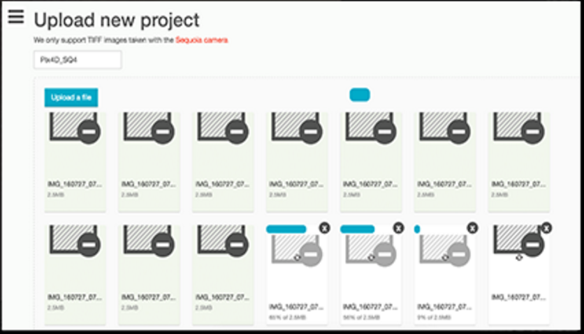 Upload new project
We only support TIFF images taken with the Sequoia camera
Pix4D_SQ4
Upload a file
IMG_160727_07... IMG_160727_07... IMG_160727_07... IMG_160727_07... IMG_160727_07... IMG_160727_07... IMG_160727_07...
2.5MB 2.5MB 2.5MB 2.5MB 2.5MB 2.5MB 2.5MB
X X X X
IMG_160727_07... IMG_160727_07... IMG_160727_07... IMG_160727_07... IMG_160727_07... IMG_160727_07... IMG_160727_07...
2.5MB 2.5MB 2.5MB of 2.5MB of 2.5MB of 2.5MB